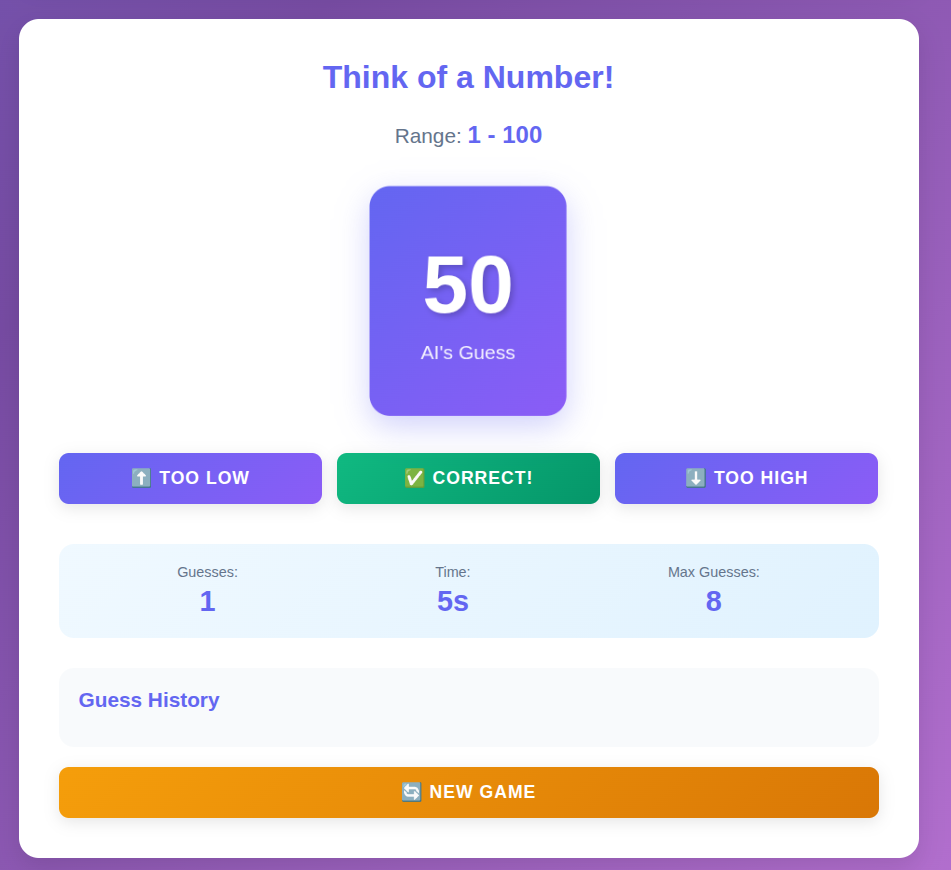 Think of a Number!
Range: 1 - 100
50
AI's Guess
⬆️ TOO LOW
✅ CORRECT!
⬇️ TOO HIGH
Guesses:
1
Time:
5s
Max Guesses:
8
Guess History
🔄 NEW GAME